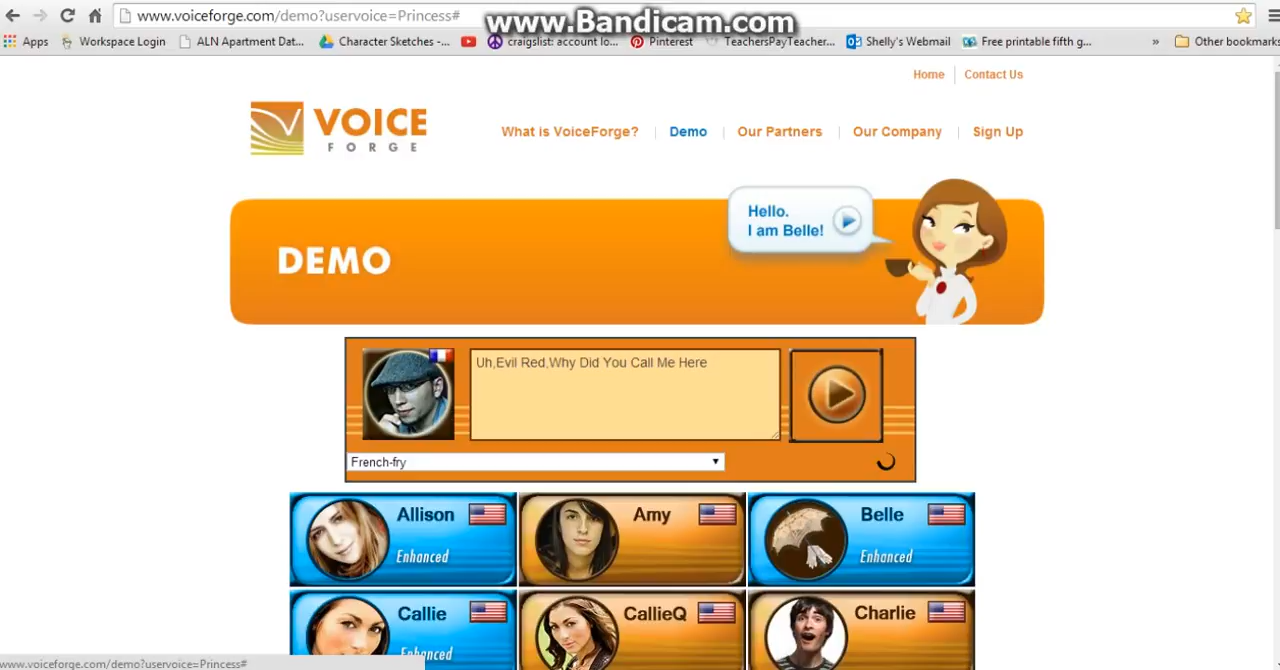 www.voiceforge.com/demo?uservoice=Princess#
www.Bandicam.com
Apps
Workspace Login
ALN Apartment Dat...
Character Sketches -...
craigslist: account lo...
Pinterest
TeachersPayTeacher...
Shelly's Webmail
Free printable fifth g...
»
Other bookmarks
Home
Contact Us
VOICE
FORGE
What is VoiceForge?
Demo
Our Partners
Our Company
Sign Up
Hello.
I am Belle!
DEMO
Uh,Evil Red,Why Did You Call Me Here
French-fry
Allison
Enhanced
Amy
Belle
Enhanced
Callie
Enhanced
CallieQ
Charlie
www.voiceforge.com/demo?uservoice=Princess#